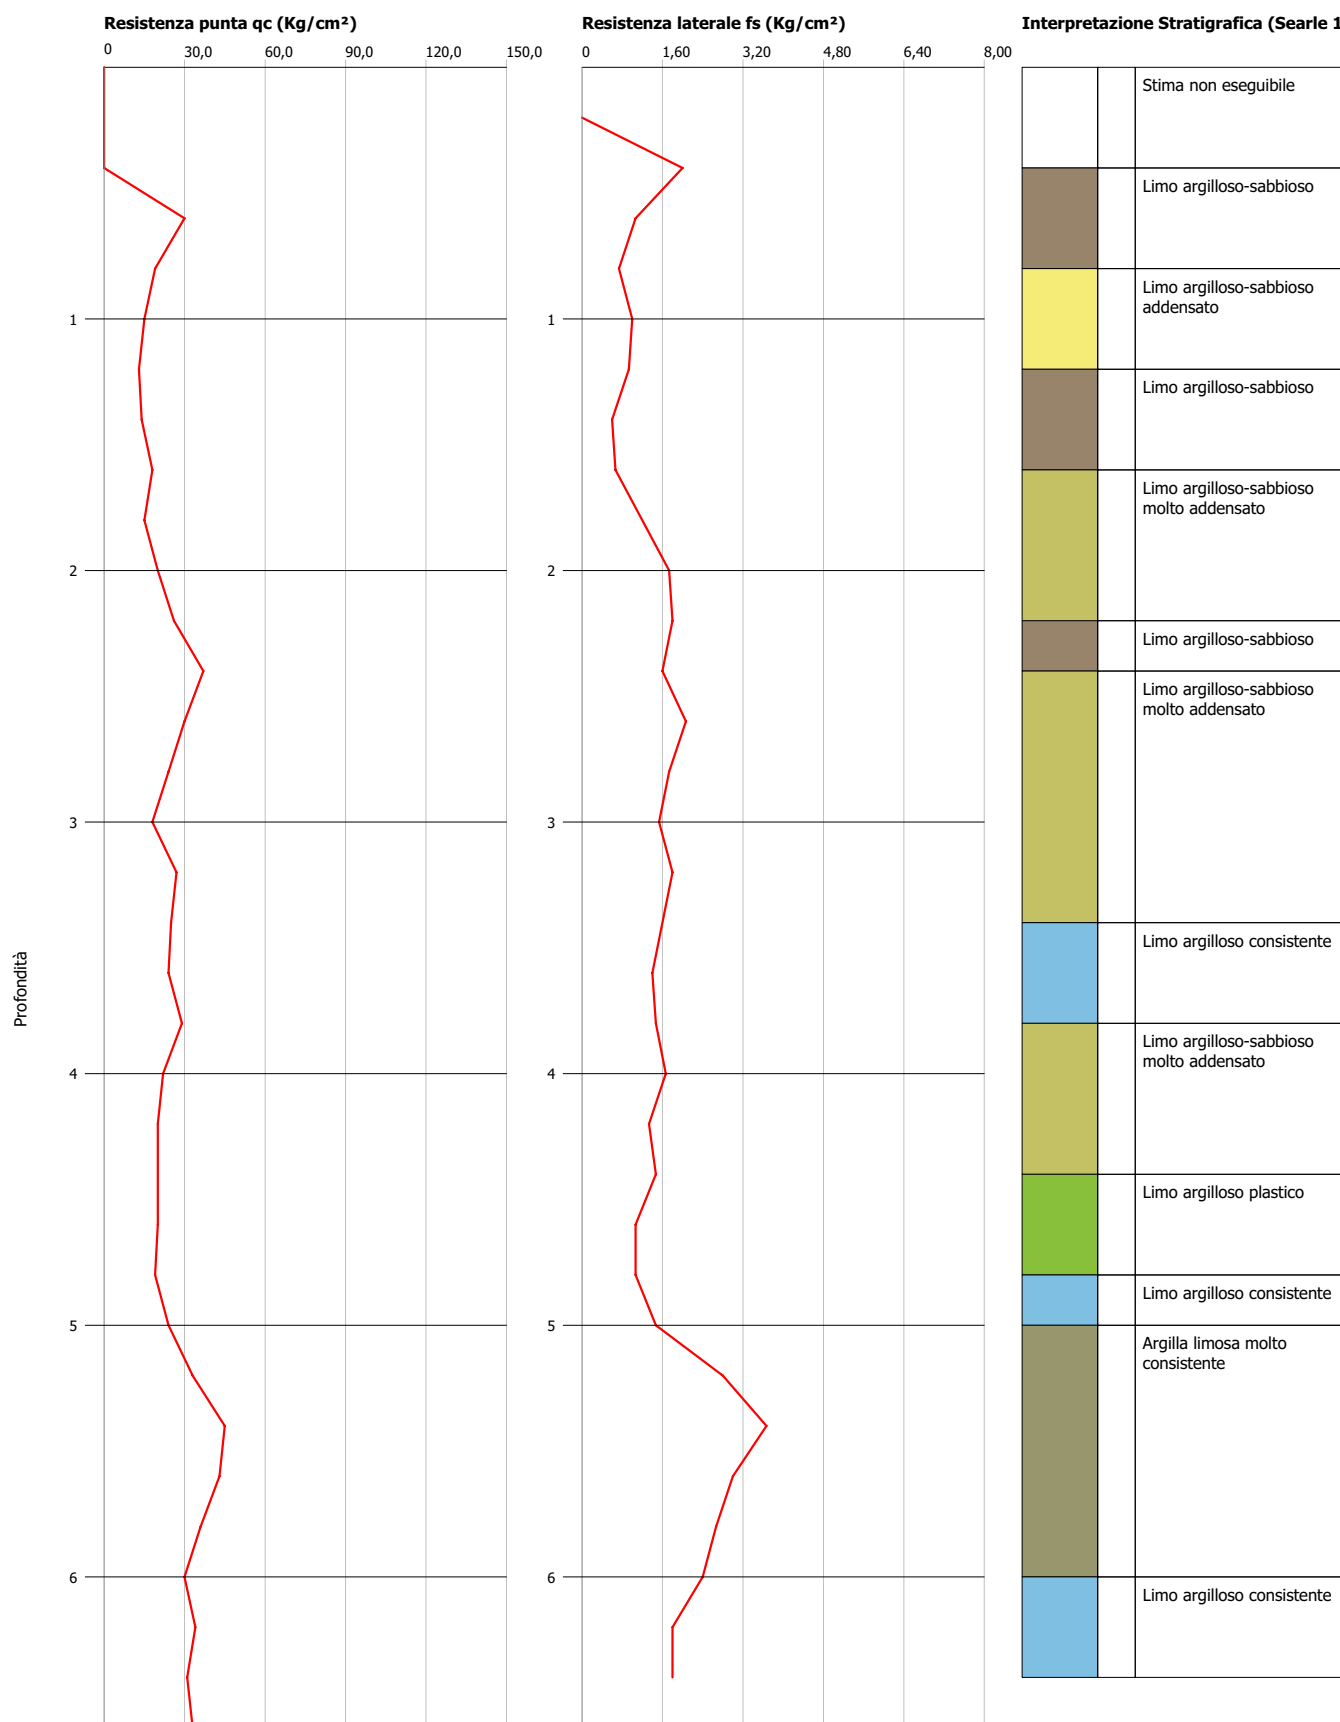 Resistenza punta qc (Kg/cm²)
0 30,0 60,0 90,0 120,0 150,0
Resistenza laterale fs (Kg/cm²)
0 1,60 3,20 4,80 6,40 8,00
Interpretazione Stratigrafica (Searle 1
Stima non eseguibile
Limo argilloso-sabbioso
Limo argilloso-sabbioso
addensato
1 1
Limo argilloso-sabbioso
Limo argilloso-sabbioso
molto addensato
2 2
Limo argilloso-sabbioso
Limo argilloso-sabbioso
molto addensato
3 3
Limo argilloso consistente
Profondità
Limo argilloso-sabbioso
molto addensato
4 4
Limo argilloso plastico
Limo argilloso consistente
5 5
Argilla limosa molto
consistente
6 6
Limo argilloso consistente